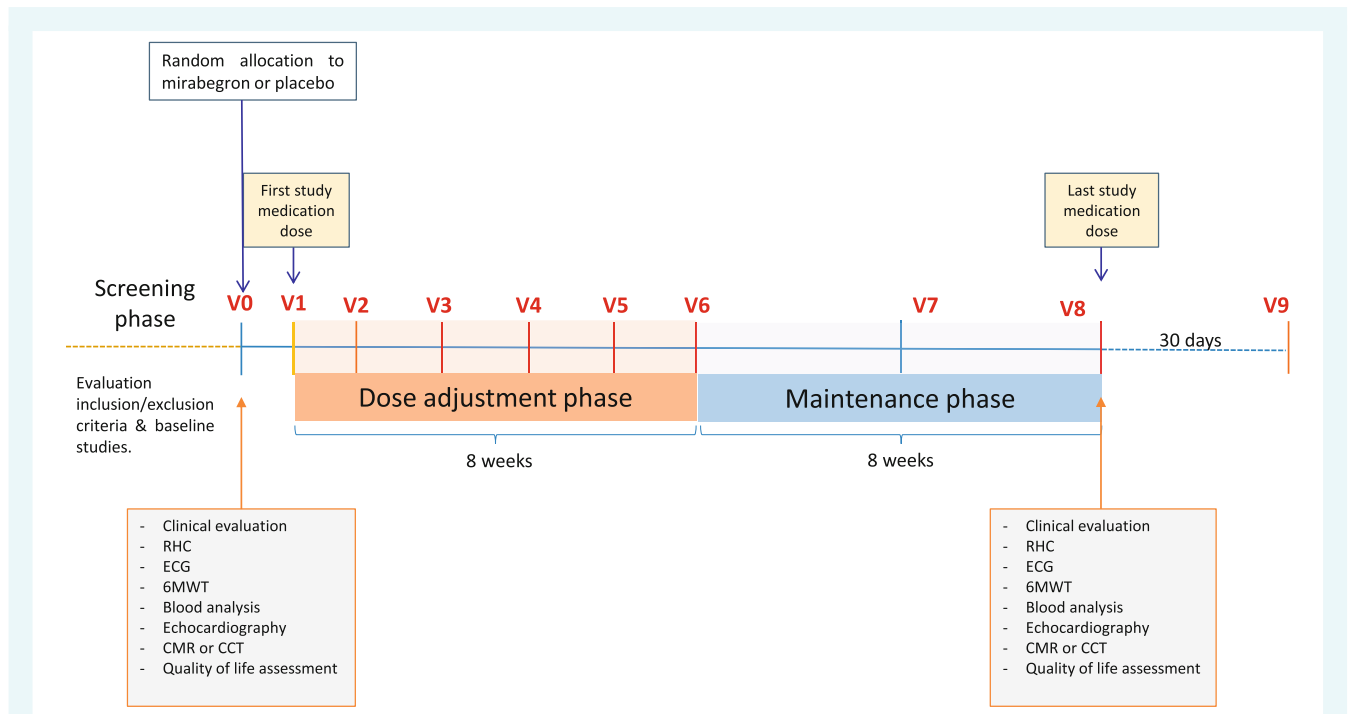 Random allocation to
mirabegron or placebo
First study
medication
dose
Last study
medication
dose
Screening
phase
V0
V1
V2
V3
V4
V5
V6
V7
V8
V9
30 days
Evaluation
inclusion/exclusion
criteria & baseline
studies.
Dose adjustment phase
Maintenance phase
8 weeks
8 weeks
- Clinical evaluation
- RHC
- ECG
- 6MWT
- Blood analysis
- Echocardiography
- CMR or CCT
- Quality of life assessment
- Clinical evaluation
- RHC
- ECG
- 6MWT
- Blood analysis
- Echocardiography
- CMR or CCT
- Quality of life assessment